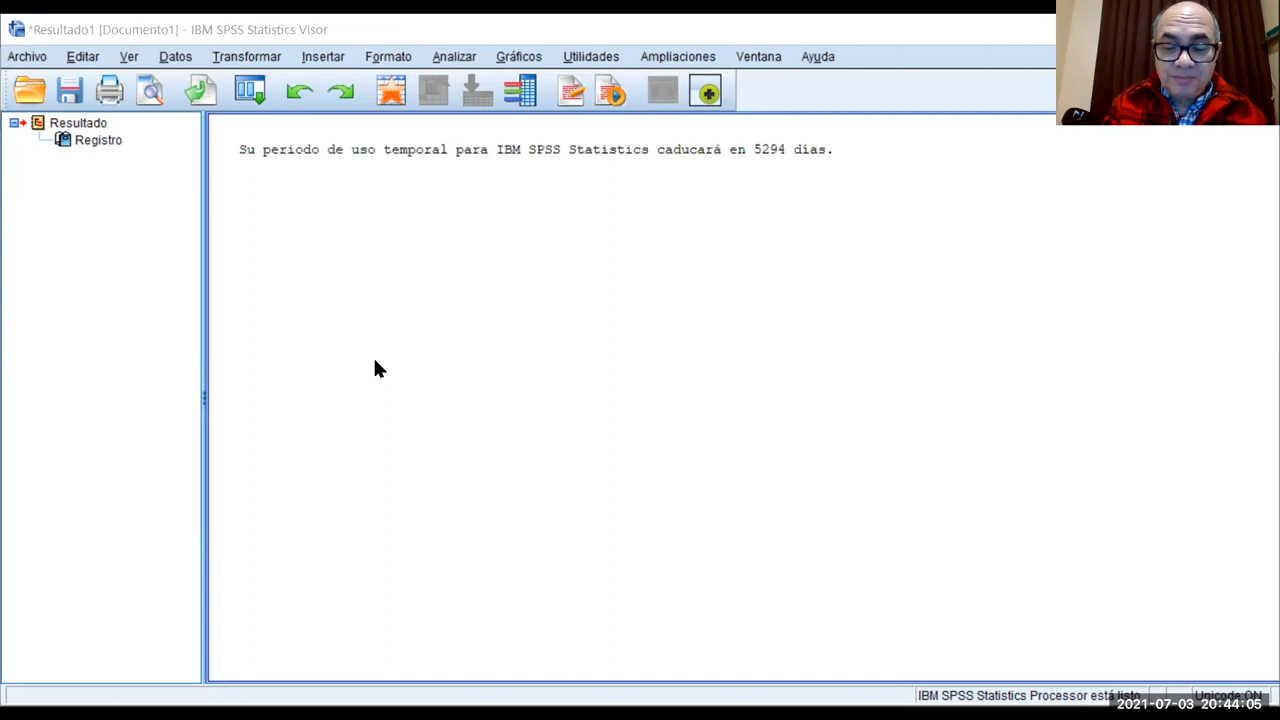 *Resultado1 [Documento1] - IBM SPSS Statistics Visor
Archivo Editar Ver Datos Transformar Insertar Formato Analizar Gráficos Utilidades Ampliaciones Ventana Ayuda
Resultado
Registro
Su periodo de uso temporal para IBM SPSS Statistics caducará en 5294 días.
IBM SPSS Statistics Processor está listo
Unicode:ON
2021-07-03 20:44:05